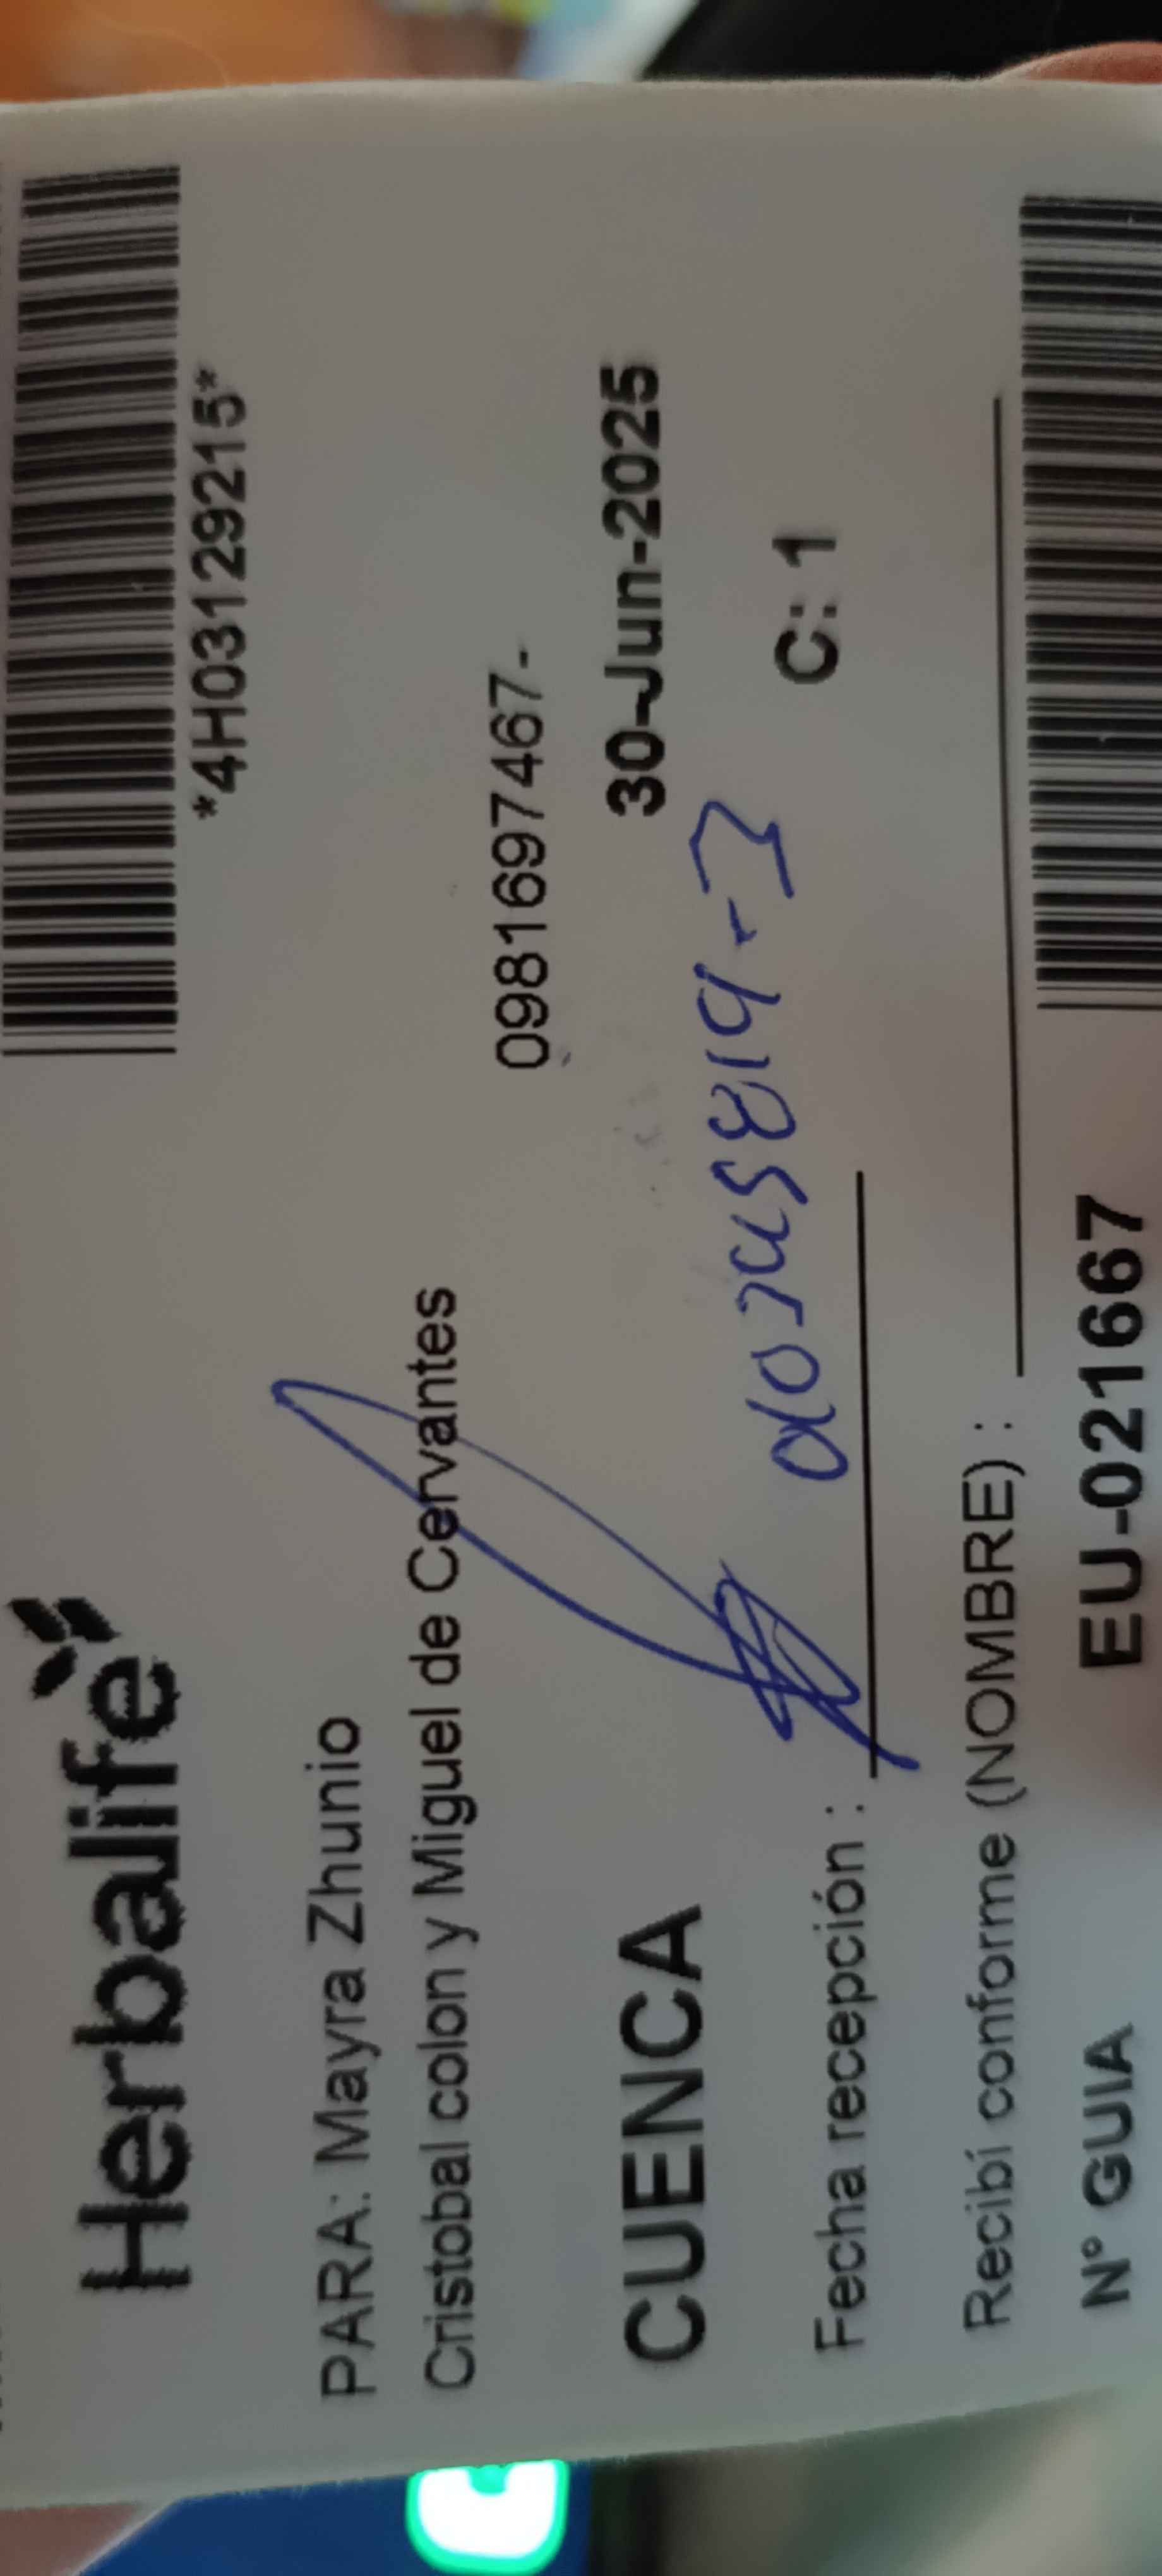 Herbalife
*4H03129215*
PARA: Mayra Zhunio
Cristobal colon y Miguel de Cervantes
0981697467-
CUENCA
30-Jun-2025
Fecha recepción :
C: 1
Recibí conforme (NOMBRE) :
N° GUIA
EU-021667